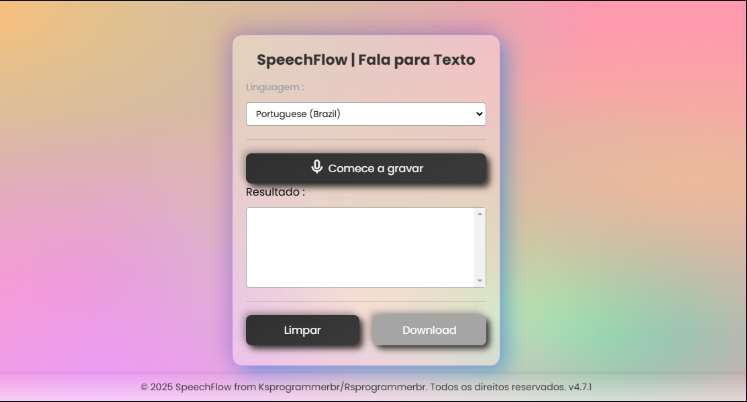 SpeechFlow | Fala para Texto
Linguagem :
Portuguese (Brazil)
Comece a gravar
Resultado :
Limpar Download
© 2025 SpeechFlow from Ksprogrammerbr/Rsprogrammerbr. Todos os direitos reservados. v4.7.1